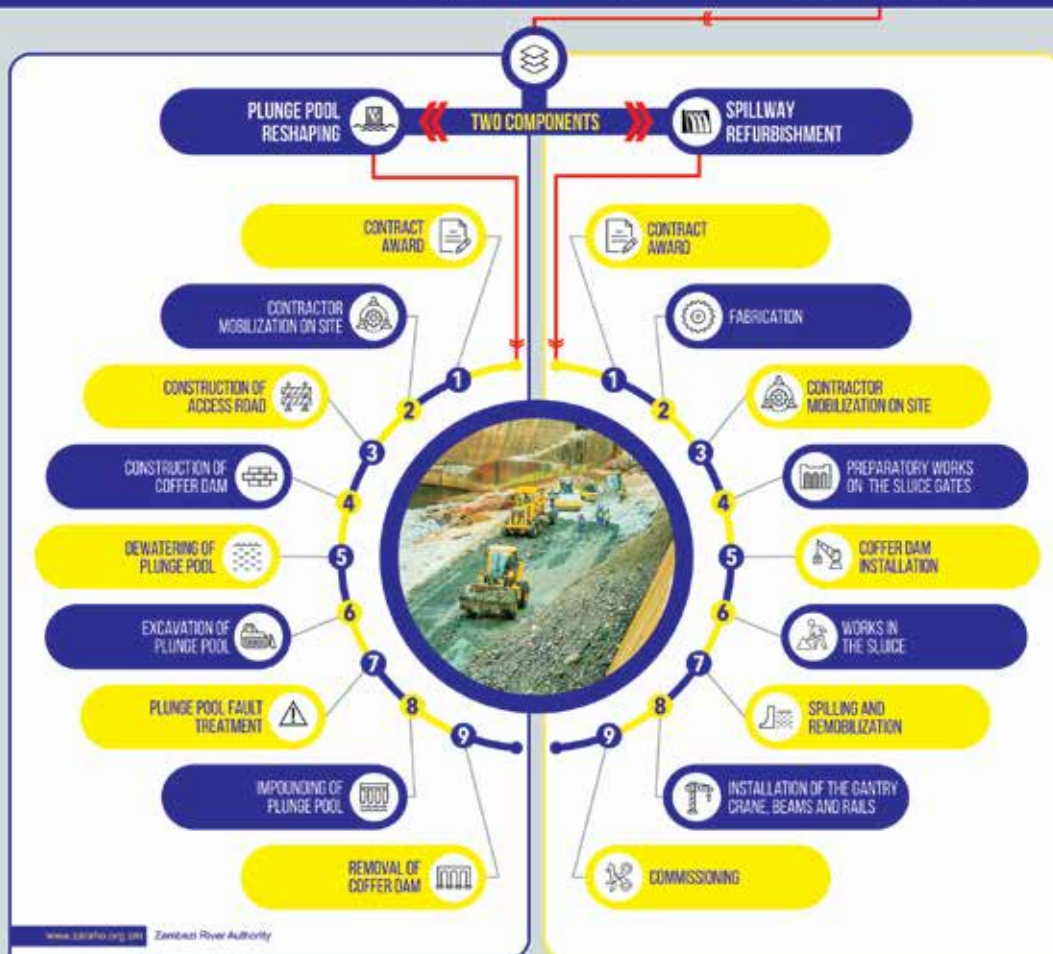 PLUNGE POOL
RESHAPING
TWO COMPONENTS
SPILLWAY
REFURBISHMENT
CONTRACT
AWARD
CONTRACTOR
MOBILIZATION ON SITE
CONSTRUCTION OF
ACCESS ROAD
CONSTRUCTION OF
COFFER DAM
DEWATERING OF
PLUNGE POOL
EXCAVATION OF
PLUNGE POOL
PLUNGE POOL FAULT
TREATMENT
IMPOUNDING OF
PLUNGE POOL
REMOVAL OF
COFFER DAM
1
2
3
4
5
6
7
8
9
CONTRACT
AWARD
FABRICATION
CONTRACTOR
MOBILIZATION ON SITE
PREPARATORY WORKS
ON THE SLUICE GATES
COFFER DAM
INSTALLATION
WORKS IN
THE SLUICE
SPILLING AND
REMOBILIZATION
INSTALLATION OF THE GANTRY
CRANE, BEAMS AND RAILS
COMMISSIONING
1
2
3
4
5
6
7
8
9
Zambezi River Authority